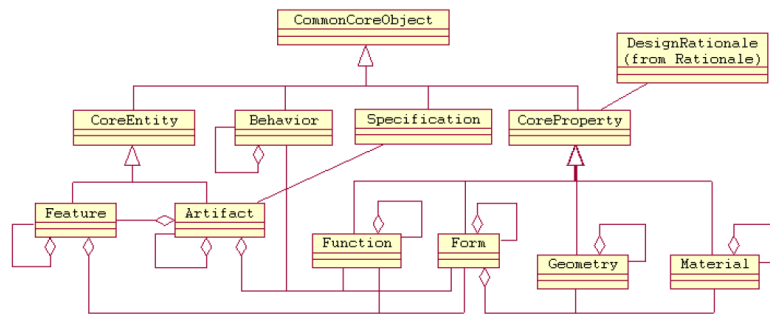 CommonCoreObject
DesignRationale
(from Rationale)
CoreEntity
Behavior
Specification
CoreProperty
Feature
Artifact
Function
Form
Geometry
Material